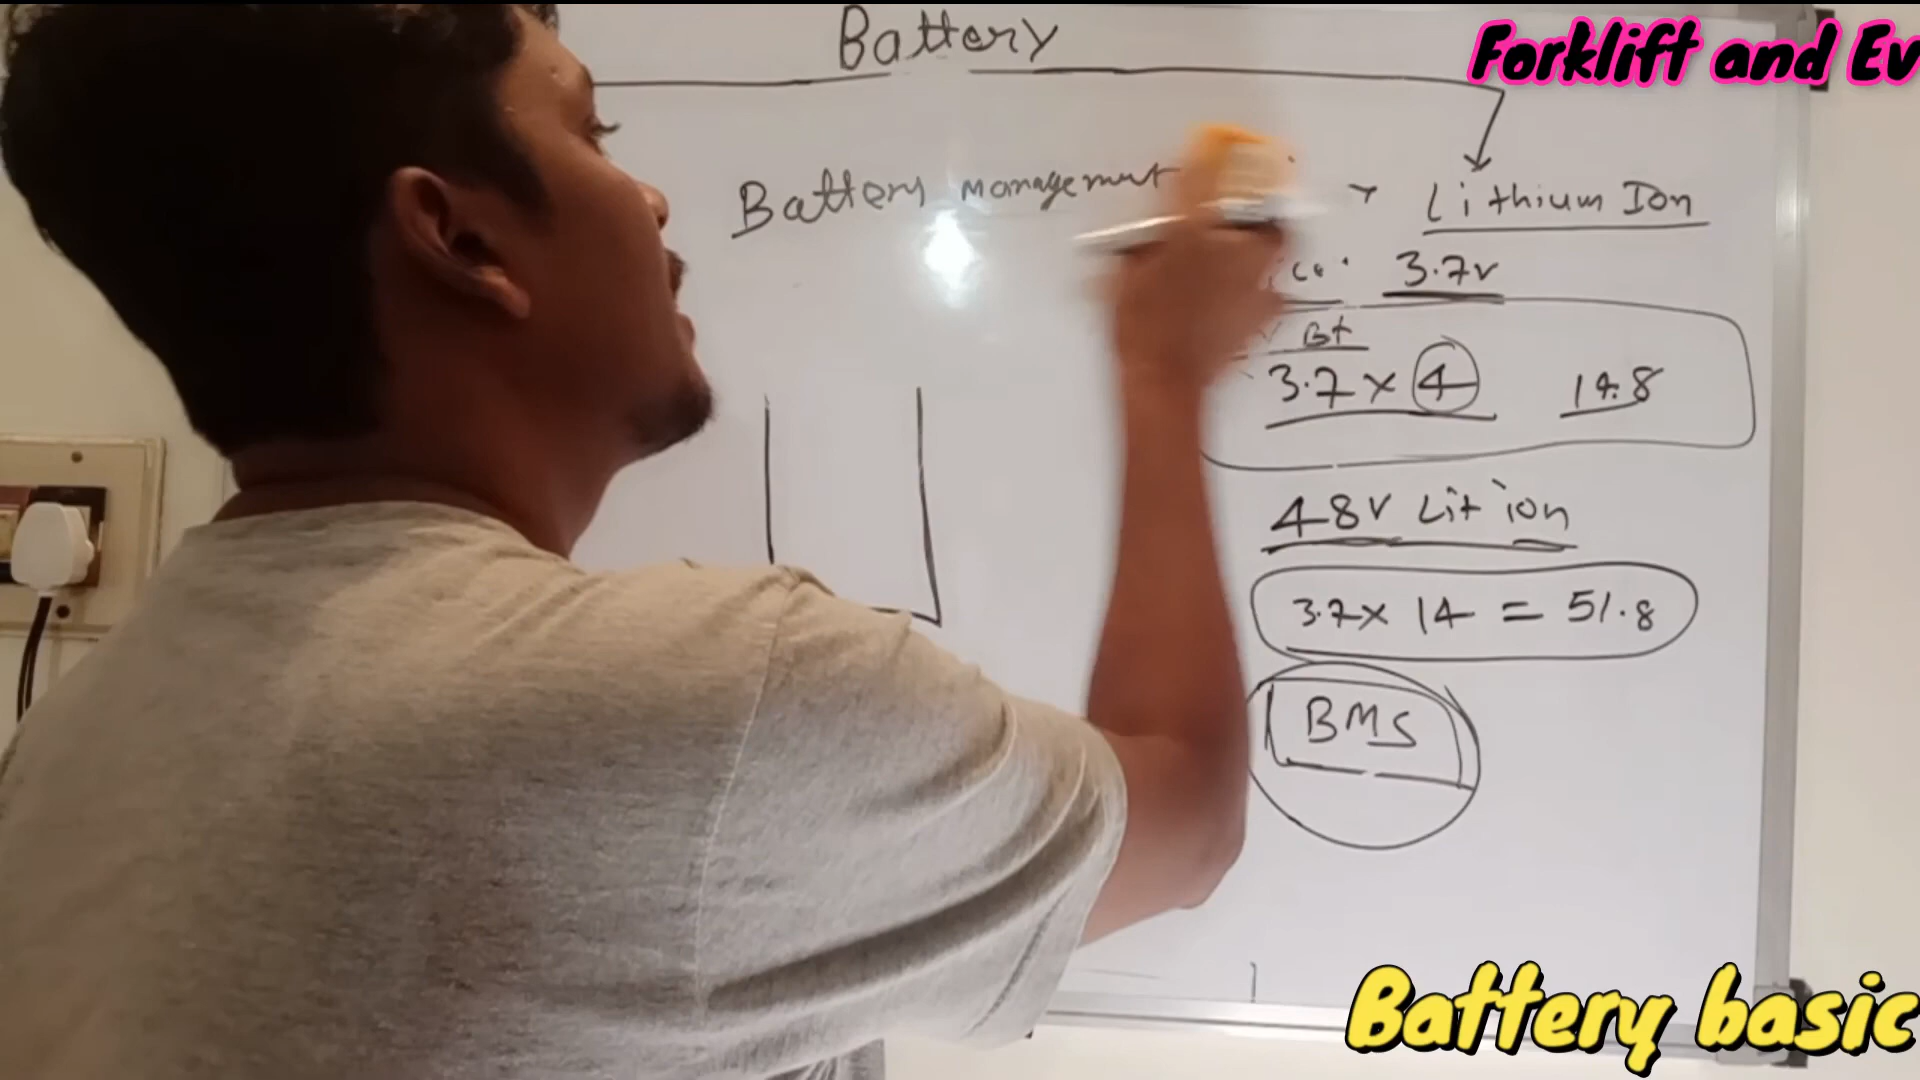 Battery
Forklift and Ev
Battery management
Lithium Ion
3.7v
Bt
3.7 x 4 14.8
48v Lit ion
3.7x 14 = 51.8
BMS
Battery basic